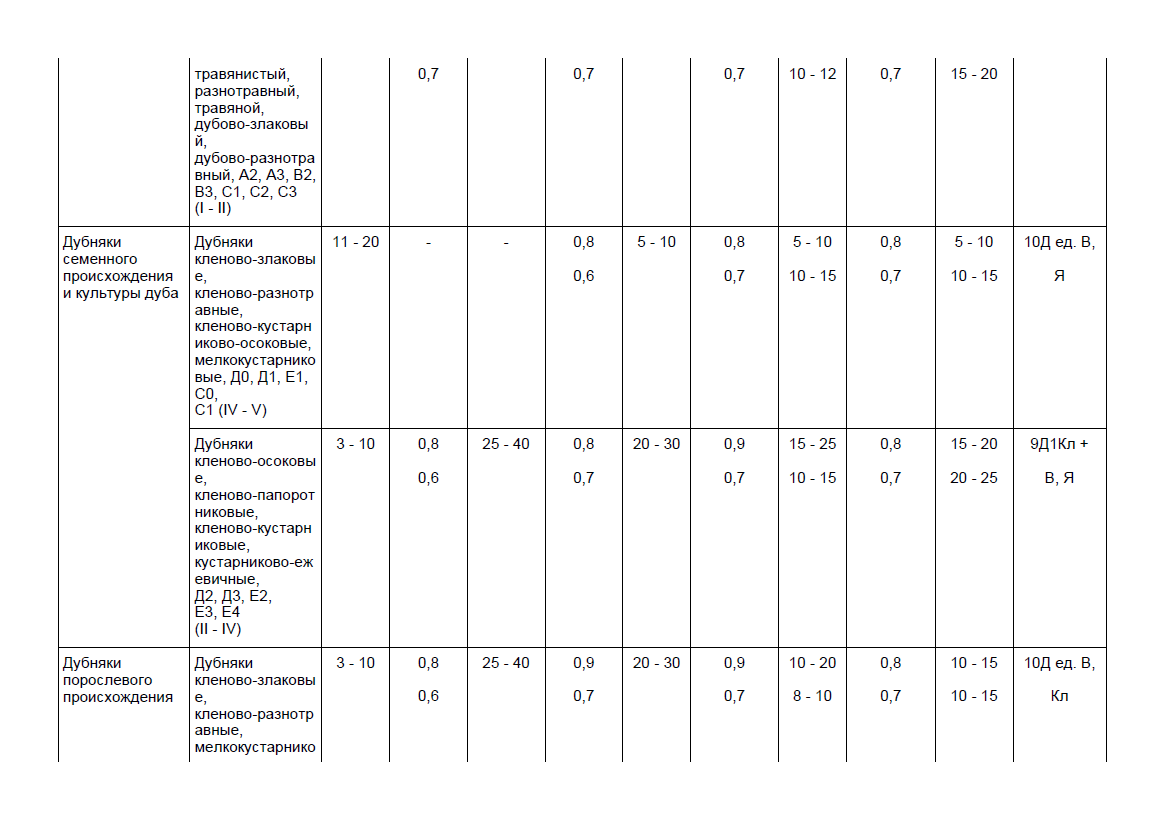 травянистый, 0,7 0,7 0,7 10 - 12 0,7 15 - 20
разнотравный,
травяной,
дубово-злаковы
й,
дубово-разнотра
вный, А2, А3, В2,
В3, С1, С2, С3
(I - II)
Дубняки Дубняки 11 - 20 - - 0,8 5 - 10 0,8 5 - 10 0,8 5 - 10 10Д ед. В,
семенного кленово-злаковы
происхождения е, 0,6 0,7 10 - 15 0,7 10 - 15 Я
и культуры дуба кленово-разнотр
авные,
кленово-кустарн
иково-осоковые,
мелкокустарнико
вые, Д0, Д1, Е1,
С0,
С1 (IV - V)
Дубняки 3 - 10 0,8 25 - 40 0,8 20 - 30 0,9 15 - 25 0,8 15 - 20 9Д1Кл +
кленово-осоковы
е, 0,6 0,7 0,7 10 - 15 0,7 20 - 25 В, Я
кленово-папорот
никовые,
кленово-кустарн
иковые,
кустарниково-еж
евичные,
Д2, Д3, Е2,
Е3, Е4
(II - IV)
Дубняки Дубняки 3 - 10 0,8 25 - 40 0,9 20 - 30 0,9 10 - 20 0,8 10 - 15 10Д ед. В,
порослевого кленово-злаковы
происхождения е, 0,6 0,7 0,7 8 - 10 0,7 10 - 15 Кл
кленово-разнотр
авные,
мелкокустарнико